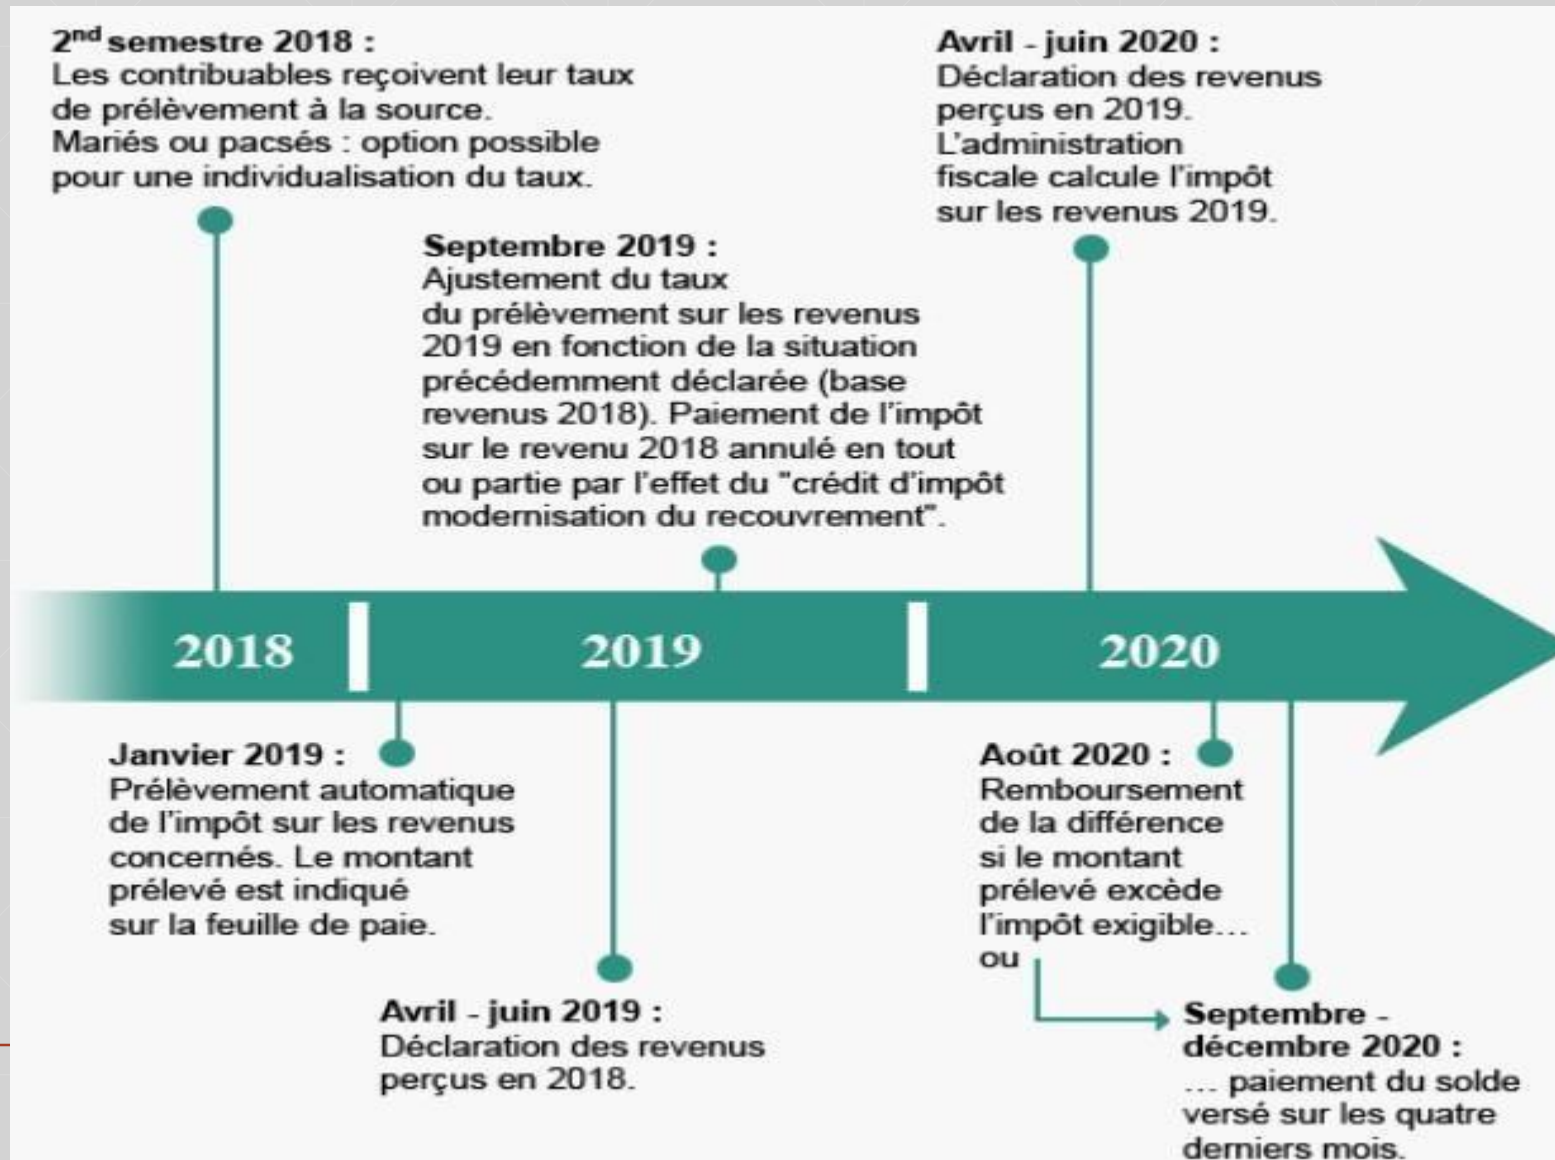 2nd semestre 2018 :
Les contribuables reçoivent leur taux
de prélèvement à la source.
Mariés ou pacsés : option possible
pour une individualisation du taux.
Septembre 2019 :
Ajustement du taux
du prélèvement sur les revenus
2019 en fonction de la situation
précédemment déclarée (base
revenus 2018). Paiement de l'impôt
sur le revenu 2018 annulé en tout
ou partie par l'effet du "crédit d'impôt
modernisation du recouvrement".
Avril - juin 2020 :
Déclaration des revenus
perçus en 2019.
L'administration
fiscale calcule l'impôt
sur les revenus 2019.
2018
2019
2020
Janvier 2019 :
Prélèvement automatique
de l'impôt sur les revenus
concernés. Le montant
prélevé est indiqué
sur la feuille de paie.
Avril - juin 2019 :
Déclaration des revenus
perçus en 2018.
Août 2020 :
Remboursement
de la différence
si le montant
prélevé excède
l'impôt exigible...
ou
Septembre -
décembre 2020 :
... paiement du solde
versé sur les quatre
derniers mois.